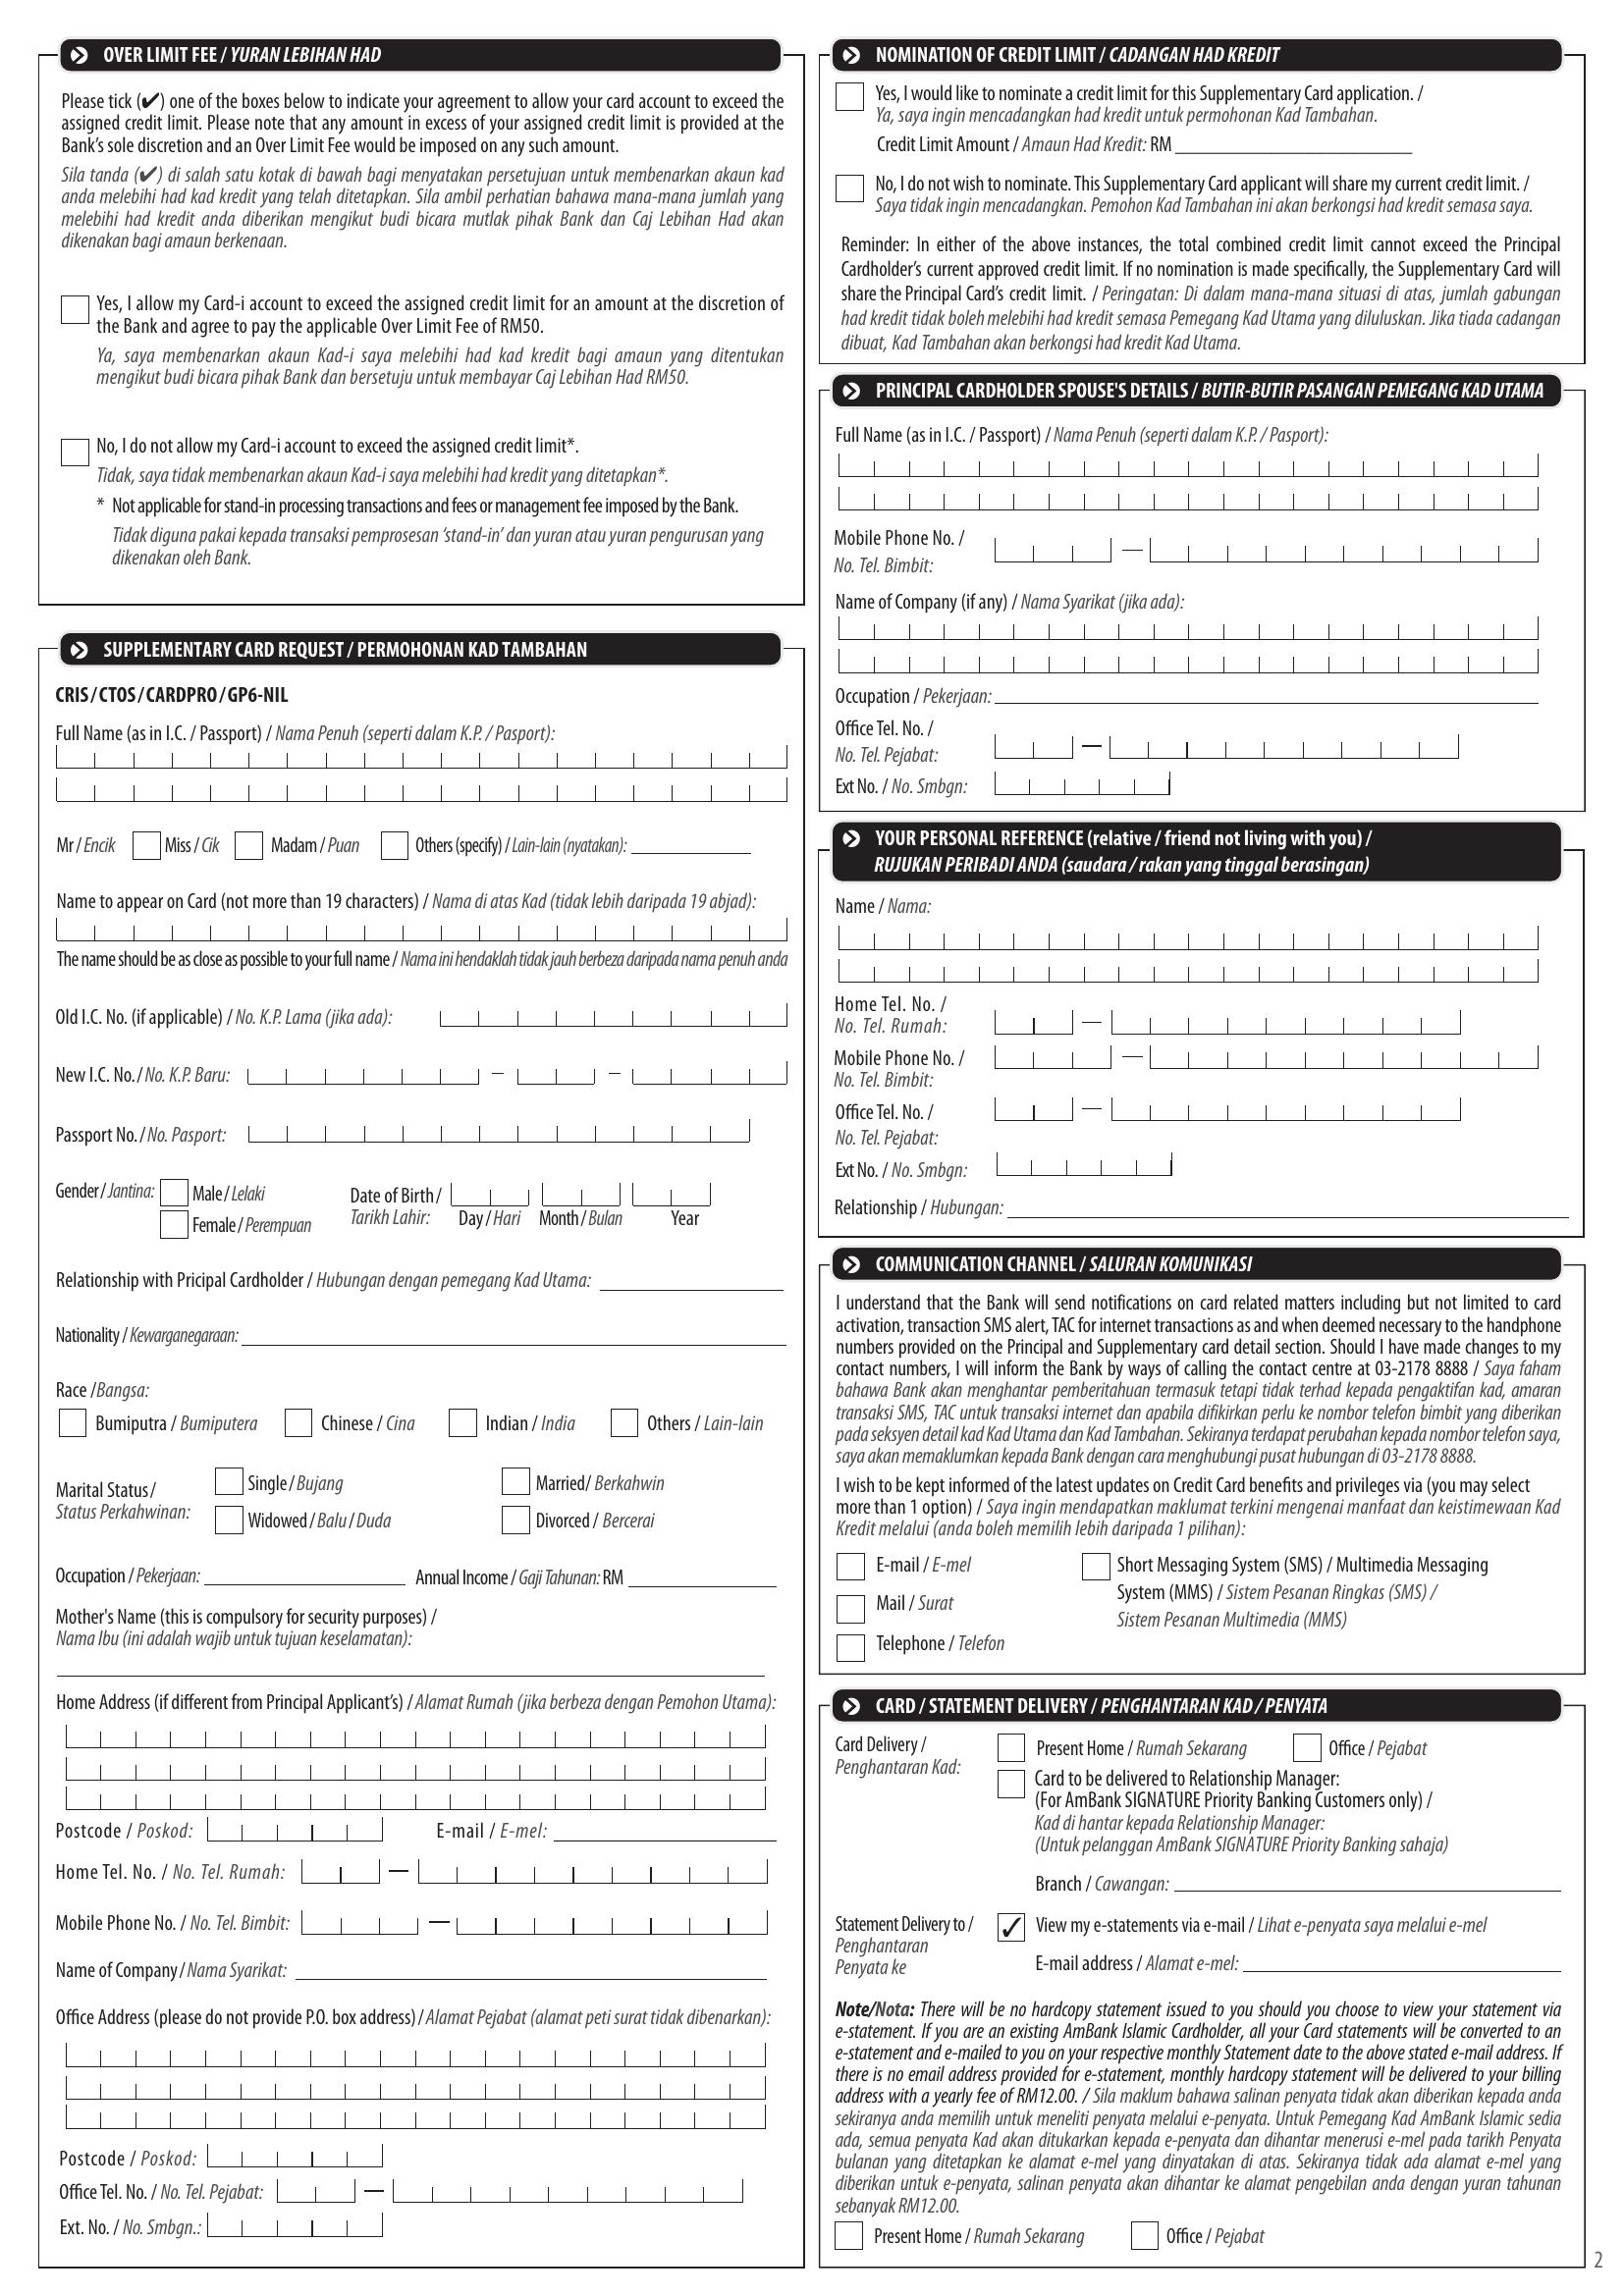 OVER LIMIT FEE / YURAN LEBIHAN HAD
Please tick (✔) one of the boxes below to indicate your agreement to allow your card account to exceed the
assigned credit limit. Please note that any amount in excess of your assigned credit limit is provided at the
Bank's sole discretion and an Over Limit Fee would be imposed on any such amount.
Sila tanda (✔) di salah satu kotak di bawah bagi menyatakan persetujuan untuk membenarkan akaun kad
anda melebihi had kad kredit yang telah ditetapkan. Sila ambil perhatian bahawa mana-mana jumlah yang
melebihi had kredit anda diberikan mengikut budi bicara mutlak pihak Bank dan Caj Lebihan Had akan
dikenakan bagi amaun berkenaan.
Yes, I allow my Card-i account to exceed the assigned credit limit for an amount at the discretion of
the Bank and agree to pay the applicable Over Limit Fee of RM50.
Ya, saya membenarkan akaun Kad-i saya melebihi had kad kredit bagi amaun yang ditentukan
mengikut budi bicara pihak Bank dan bersetuju untuk membayar Caj Lebihan Had RM50.
No, I do not allow my Card-i account to exceed the assigned credit limit*.
Tidak, saya tidak membenarkan akaun Kad-i saya melebihi had kredit yang ditetapkan*.
* Not applicable for stand-in processing transactions and fees or management fee imposed by the Bank.
Tidak diguna pakai kepada transaksi pemprosesan 'stand-in' dan yuran atau yuran pengurusan yang
dikenakan oleh Bank.
SUPPLEMENTARY CARD REQUEST / PERMOHONAN KAD TAMBAHAN
CRIS / CTOS / CARDPRO / GP6-NIL
Full Name (as in I.C. / Passport) / Nama Penuh (seperti dalam K.P. / Pasport):
Mr / Encik Miss / Cik Madam / Puan Others (specify) / Lain-lain (nyatakan):
Name to appear on Card (not more than 19 characters) / Nama di atas Kad (tidak lebih daripada 19 abjad):
The name should be as close as possible to your full name / Nama ini hendaklah tidak jauh berbeza daripada nama penuh anda
Old I.C. No. (if applicable) / No. K.P. Lama (jika ada):
New I.C. No. / No. K.P. Baru: – –
Passport No. / No. Pasport:
Gender / Jantina: Male / Lelaki Date of Birth /
Female / Perempuan Tarikh Lahir: Day / Hari Month / Bulan Year
Relationship with Pricipal Cardholder / Hubungan dengan pemegang Kad Utama:
Nationality / Kewarganegaraan:
Race /Bangsa:
Bumiputra / Bumiputera Chinese / Cina Indian / India Others / Lain-lain
Marital Status / Single / Bujang Married/ Berkahwin
Status Perkahwinan: Widowed / Balu / Duda Divorced / Bercerai
Occupation / Pekerjaan: Annual Income / Gaji Tahunan: RM
Mother's Name (this is compulsory for security purposes) /
Nama Ibu (ini adalah wajib untuk tujuan keselamatan):
Home Address (if different from Principal Applicant's) / Alamat Rumah (jika berbeza dengan Pemohon Utama):
Postcode / Poskod: E-mail / E-mel:
Home Tel. No. / No. Tel. Rumah: —
Mobile Phone No. / No. Tel. Bimbit: —
Name of Company / Nama Syarikat:
Office Address (please do not provide P.O. box address) / Alamat Pejabat (alamat peti surat tidak dibenarkan):
Postcode / Poskod:
Office Tel. No. / No. Tel. Pejabat: —
Ext. No. / No. Smbgn.:
NOMINATION OF CREDIT LIMIT / CADANGAN HAD KREDIT
Yes, I would like to nominate a credit limit for this Supplementary Card application. /
Ya, saya ingin mencadangkan had kredit untuk permohonan Kad Tambahan.
Credit Limit Amount / Amaun Had Kredit: RM
No, I do not wish to nominate. This Supplementary Card applicant will share my current credit limit. /
Saya tidak ingin mencadangkan. Pemohon Kad Tambahan ini akan berkongsi had kredit semasa saya.
Reminder: In either of the above instances, the total combined credit limit cannot exceed the Principal
Cardholder's current approved credit limit. If no nomination is made specifically, the Supplementary Card will
share the Principal Card's credit limit. / Peringatan: Di dalam mana-mana situasi di atas, jumlah gabungan
had kredit tidak boleh melebihi had kredit semasa Pemegang Kad Utama yang diluluskan. Jika tiada cadangan
dibuat, Kad Tambahan akan berkongsi had kredit Kad Utama.
PRINCIPAL CARDHOLDER SPOUSE'S DETAILS / BUTIR-BUTIR PASANGAN PEMEGANG KAD UTAMA
Full Name (as in I.C. / Passport) / Nama Penuh (seperti dalam K.P. / Pasport):
Mobile Phone No. / —
No. Tel. Bimbit:
Name of Company (if any) / Nama Syarikat (jika ada):
Occupation / Pekerjaan:
Office Tel. No. / —
No. Tel. Pejabat:
Ext No. / No. Smbgn:
YOUR PERSONAL REFERENCE (relative / friend not living with you) /
RUJUKAN PERIBADI ANDA (saudara / rakan yang tinggal berasingan)
Name / Nama:
Home Tel. No. / —
No. Tel. Rumah:
Mobile Phone No. / —
No. Tel. Bimbit:
Office Tel. No. / —
No. Tel. Pejabat:
Ext No. / No. Smbgn:
Relationship / Hubungan:
COMMUNICATION CHANNEL / SALURAN KOMUNIKASI
I understand that the Bank will send notifications on card related matters including but not limited to card
activation, transaction SMS alert, TAC for internet transactions as and when deemed necessary to the handphone
numbers provided on the Principal and Supplementary card detail section. Should I have made changes to my
contact numbers, I will inform the Bank by ways of calling the contact centre at 03-2178 8888 / Saya faham
bahawa Bank akan menghantar pemberitahuan termasuk tetapi tidak terhad kepada pengaktifan kad, amaran
transaksi SMS, TAC untuk transaksi internet dan apabila difikirkan perlu ke nombor telefon bimbit yang diberikan
pada seksyen detail kad Kad Utama dan Kad Tambahan. Sekiranya terdapat perubahan kepada nombor telefon saya,
saya akan memaklumkan kepada Bank dengan cara menghubungi pusat hubungan di 03-2178 8888.
I wish to be kept informed of the latest updates on Credit Card benefits and privileges via (you may select
more than 1 option) / Saya ingin mendapatkan maklumat terkini mengenai manfaat dan keistimewaan Kad
Kredit melalui (anda boleh memilih lebih daripada 1 pilihan):
E-mail / E-mel Short Messaging System (SMS) / Multimedia Messaging
System (MMS) / Sistem Pesanan Ringkas (SMS) /
Mail / Surat Sistem Pesanan Multimedia (MMS)
Telephone / Telefon
CARD / STATEMENT DELIVERY / PENGHANTARAN KAD / PENYATA
Card Delivery / Present Home / Rumah Sekarang Office / Pejabat
Penghantaran Kad: Card to be delivered to Relationship Manager:
(For AmBank SIGNATURE Priority Banking Customers only) /
Kad di hantar kepada Relationship Manager:
(Untuk pelanggan AmBank SIGNATURE Priority Banking sahaja)
Branch / Cawangan:
Statement Delivery to / ✓ View my e-statements via e-mail / Lihat e-penyata saya melalui e-mel
Penghantaran
Penyata ke E-mail address / Alamat e-mel:
Note/Nota: There will be no hardcopy statement issued to you should you choose to view your statement via
e-statement. If you are an existing AmBank Islamic Cardholder, all your Card statements will be converted to an
e-statement and e-mailed to you on your respective monthly Statement date to the above stated e-mail address. If
there is no email address provided for e-statement, monthly hardcopy statement will be delivered to your billing
address with a yearly fee of RM12.00. / Sila maklum bahawa salinan penyata tidak akan diberikan kepada anda
sekiranya anda memilih untuk meneliti penyata melalui e-penyata. Untuk Pemegang Kad AmBank Islamic sedia
ada, semua penyata Kad akan ditukarkan kepada e-penyata dan dihantar menerusi e-mel pada tarikh Penyata
bulanan yang ditetapkan ke alamat e-mel yang dinyatakan di atas. Sekiranya tidak ada alamat e-mel yang
diberikan untuk e-penyata, salinan penyata akan dihantar ke alamat pengebilan anda dengan yuran tahunan
sebanyak RM12.00.
Present Home / Rumah Sekarang Office / Pejabat
2